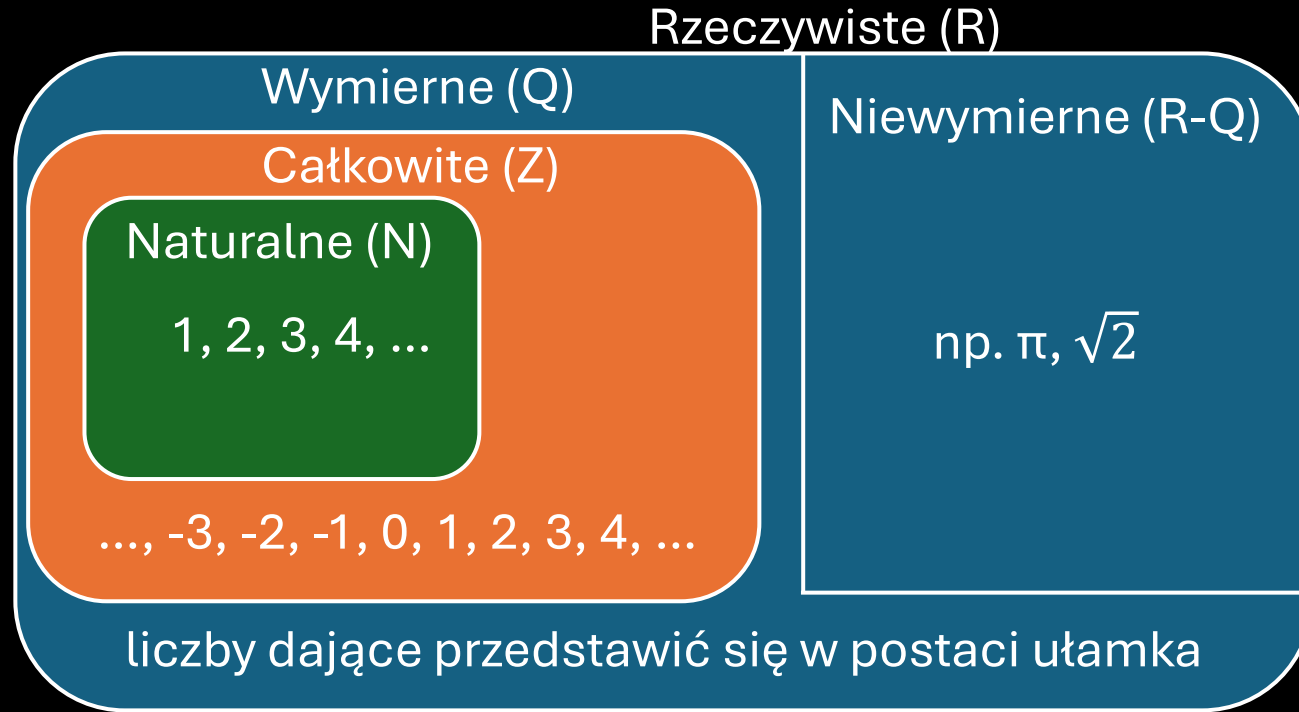 Rzeczywiste (R)
Wymierne (Q)
Niewymierne (R-Q)
Całkowite (Z)
Naturalne (N)
1, 2, 3, 4, ...
np. π, √2
..., -3, -2, -1, 0, 1, 2, 3, 4, ...
liczby dające przedstawić się w postaci ułamka